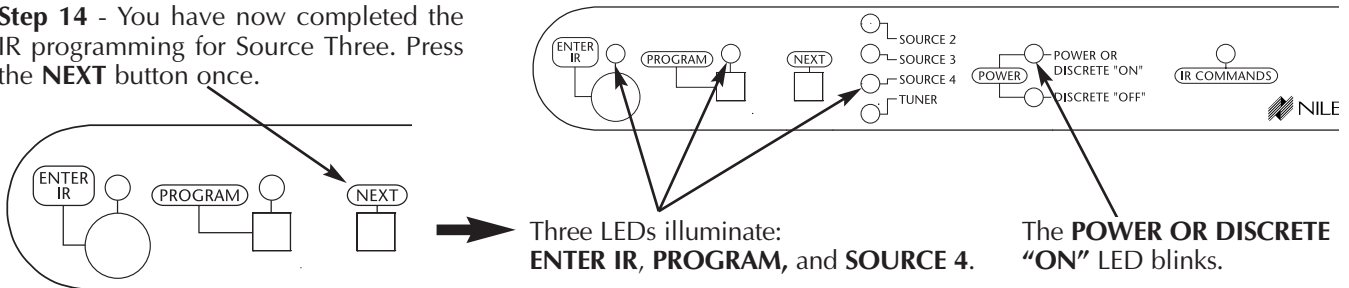 Step 14 - You have now completed the
IR programming for Source Three. Press
the NEXT button once.
ENTER
IR
PROGRAM
NEXT
ENTER
IR
PROGRAM
NEXT
SOURCE 2
SOURCE 3
SOURCE 4
TUNER
POWER
POWER OR
DISCRETE "ON"
DISCRETE "OFF"
IR COMMANDS
NILE
Three LEDs illuminate:
ENTER IR, PROGRAM, and SOURCE 4.
The POWER OR DISCRETE
“ON” LED blinks.